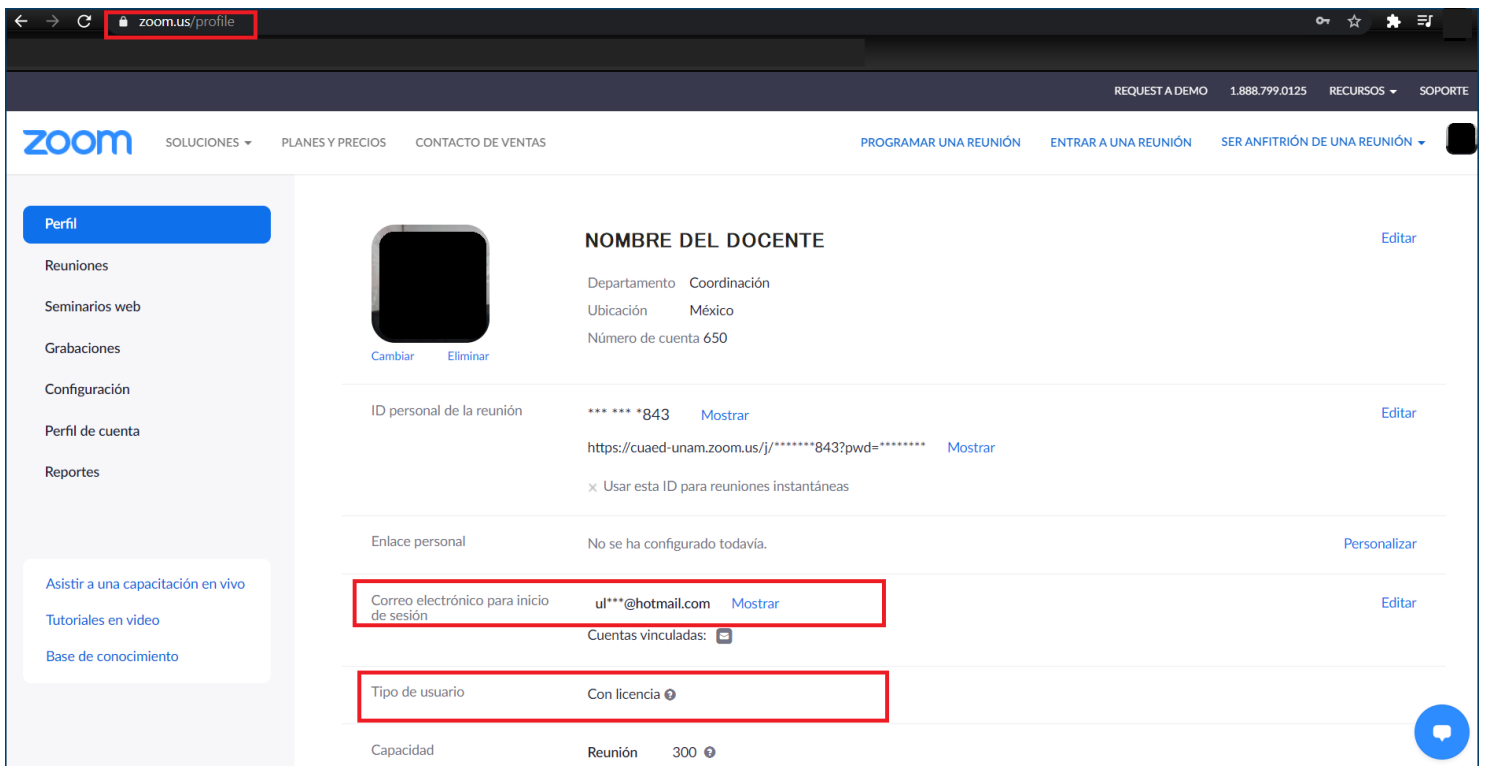 zoom.us/profile
REQUEST A DEMO 1.888.799.0125 RECURSOS SOPORTE
zoom SOLUCIONES PLANES Y PRECIOS CONTACTO DE VENTAS PROGRAMAR UNA REUNIÓN ENTRAR A UNA REUNIÓN SER ANFITRIÓN DE UNA REUNIÓN
Perfil
Reuniones
Seminarios web
Grabaciones
Configuración
Perfil de cuenta
Reportes
Asistir a una capacitación en vivo
Tutoriales en video
Base de conocimiento
Cambiar Eliminar
NOMBRE DEL DOCENTE Editar
Departamento Coordinación
Ubicación México
Número de cuenta 650
ID personal de la reunión *** *** *843 Mostrar Editar
https://cuaed-unam.zoom.us/j/*******843?pwd=******** Mostrar
× Usar esta ID para reuniones instantáneas
Enlace personal No se ha configurado todavía. Personalizar
Correo electrónico para inicio
de sesión
ul***@hotmail.com Mostrar Editar
Cuentas vinculadas:
Tipo de usuario Con licencia
Capacidad Reunión 300